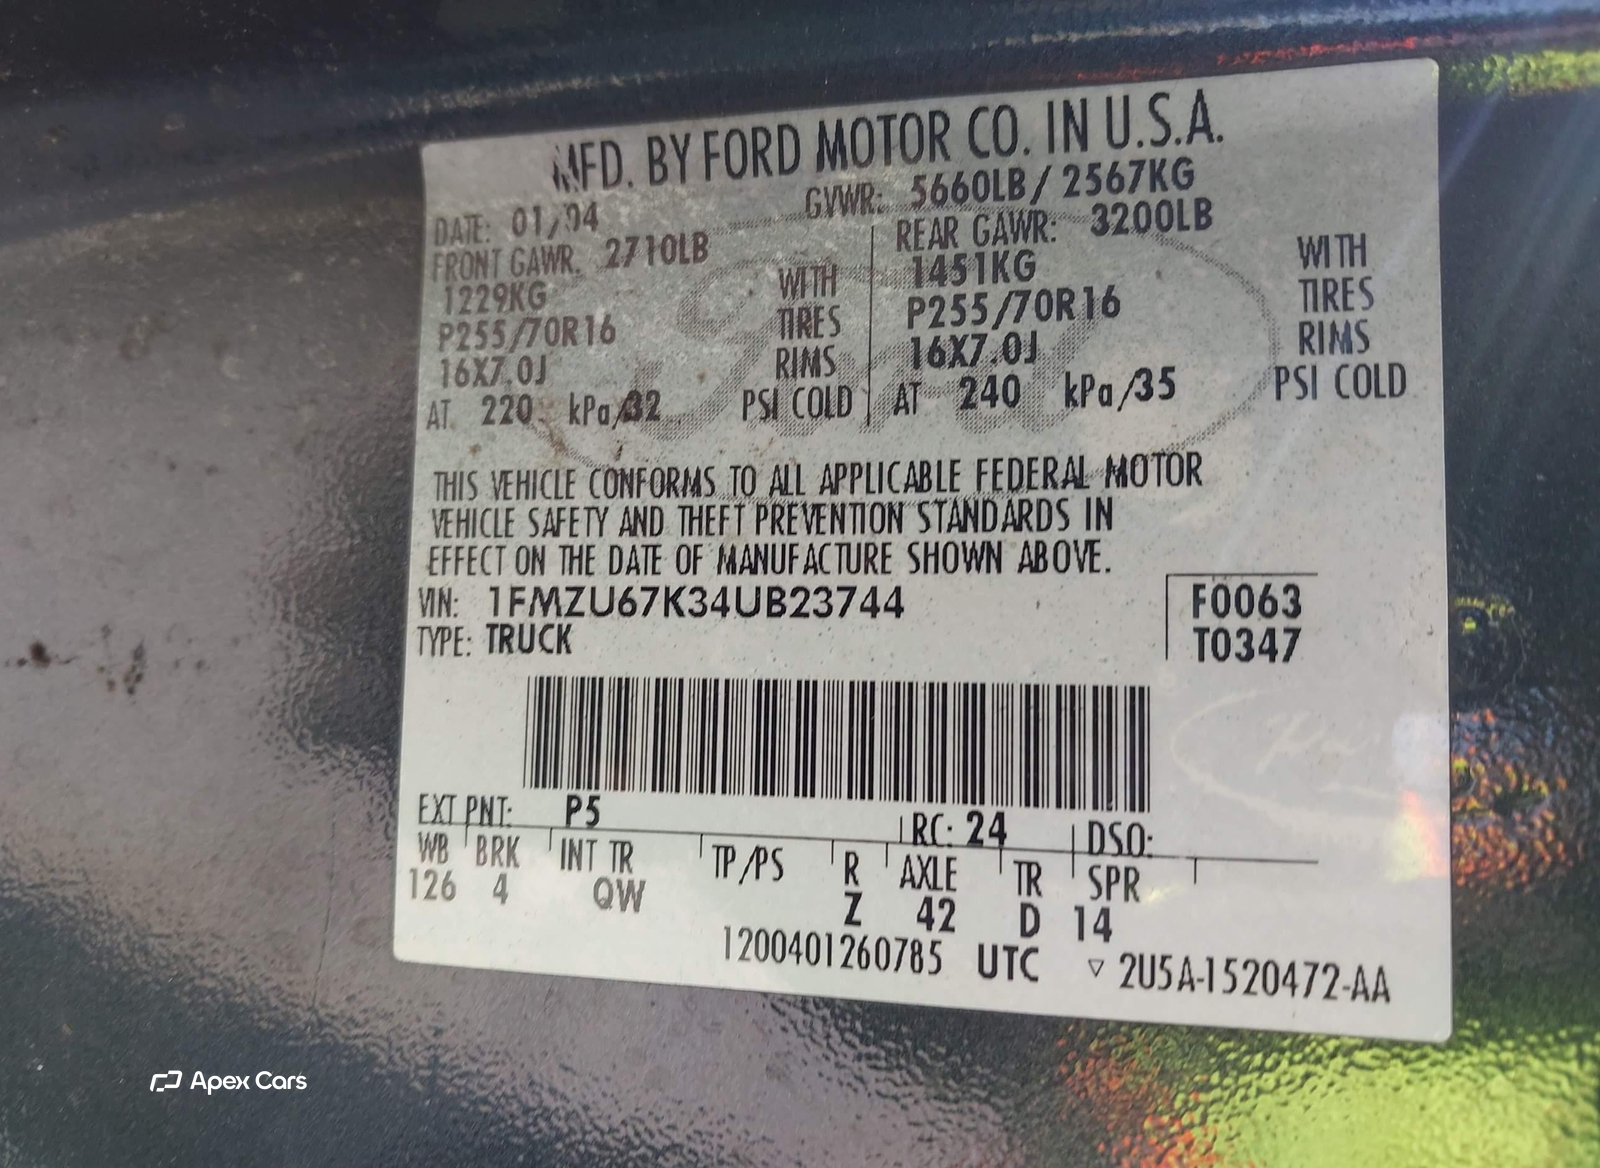 MFD. BY FORD MOTOR CO. IN U.S.A.
DATE: 01/04 GVWR: 5660LB/ 2567KG
FRONT GAWR: 2710LB REAR GAWR: 3200LB
1229KG WITH 1451KG WITH
P255/70R16 TIRES P255/70R16 TIRES
16X7.0J RIMS 16X7.0J RIMS
AT 220 kPa/32 PSI COLD AT 240 kPa/35 PSI COLD
THIS VEHICLE CONFORMS TO ALL APPLICABLE FEDERAL MOTOR
VEHICLE SAFETY AND THEFT PREVENTION STANDARDS IN
EFFECT ON THE DATE OF MANUFACTURE SHOWN ABOVE.
VIN: 1FMZU67K34UB23744 F0063
TYPE: TRUCK T0347
EXT PNT: P5 RC: 24 DSO:
WB BRK INT TR TP/PS R AXLE TR SPR
126 4 QW Z 42 D 14
1200401260785 UTC ▽ 2U5A-1520472-AA
Apex Cars